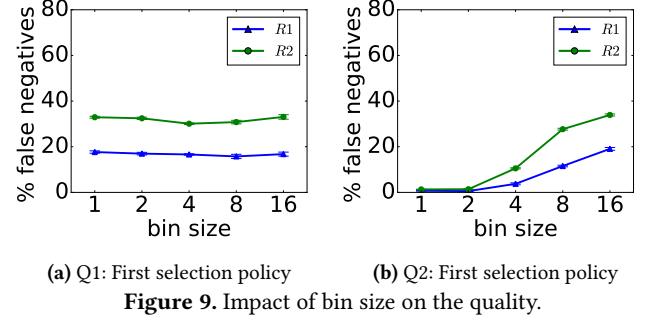 80
60
40
20
0
% false negatives
R1
R2
1 2 4 8 16
bin size
(a) Q1: First selection policy
80
60
40
20
0
% false negatives
R1
R2
1 2 4 8 16
bin size
(b) Q2: First selection policy
Figure 9. Impact of bin size on the quality.